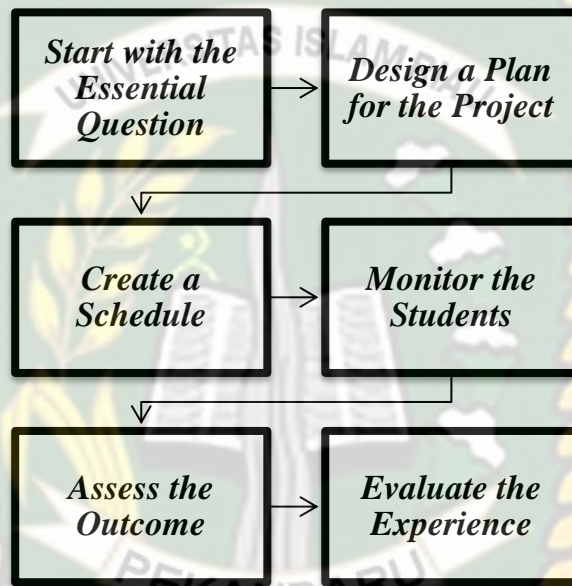 UNIVERSITAS ISLAM RIAU
Start with the
Essential
Question
Design a Plan
for the Project
Create a
Schedule
Monitor the
Students
Assess the
Outcome
Evaluate the
Experience
PEKANBARU